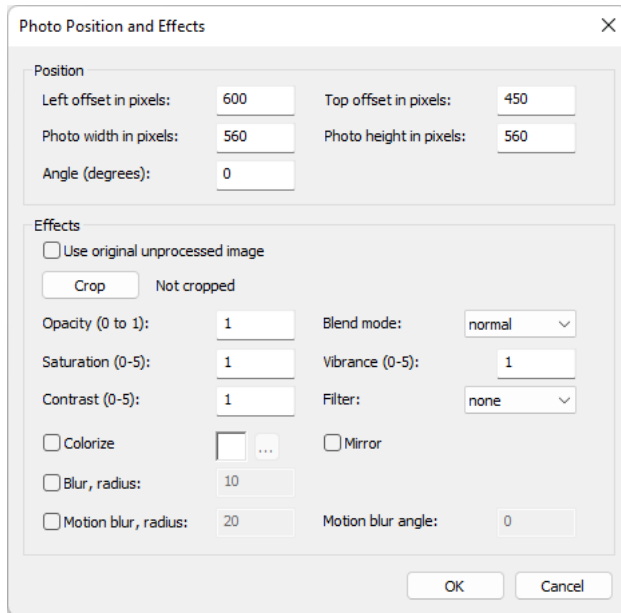 Photo Position and Effects
Position
Left offset in pixels: 600 Top offset in pixels: 450
Photo width in pixels: 560 Photo height in pixels: 560
Angle (degrees): 0
Effects
Use original unprocessed image
Crop Not cropped
Opacity (0 to 1): 1 Blend mode: normal
Saturation (0-5): 1 Vibrance (0-5): 1
Contrast (0-5): 1 Filter: none
Colorize ... Mirror
Blur, radius: 10
Motion blur, radius: 20 Motion blur angle: 0
OK Cancel